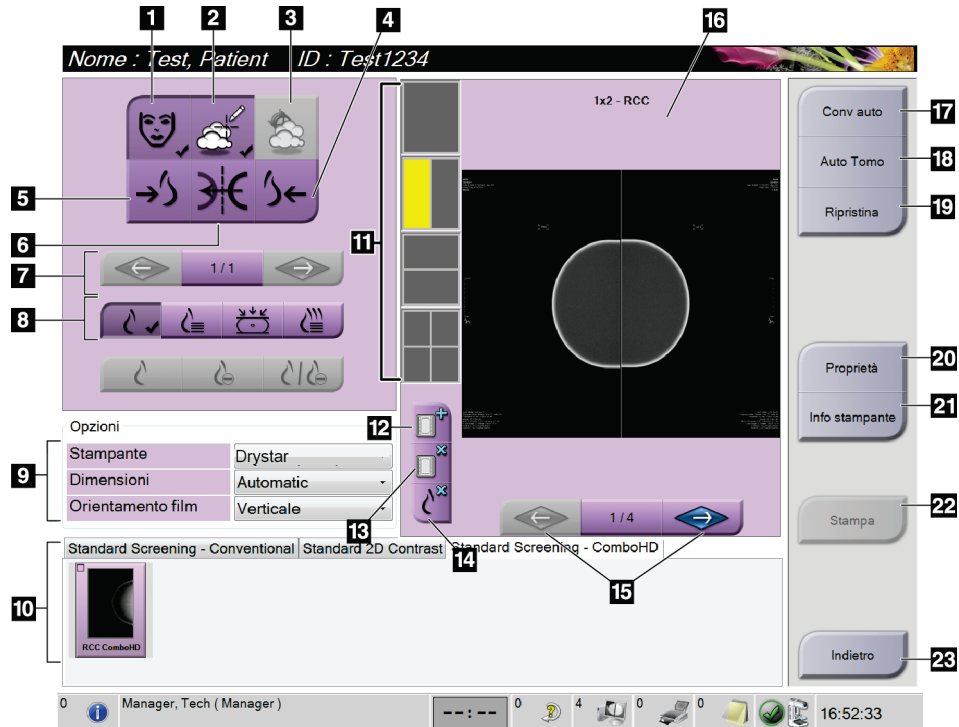 1 2 3 4 16
Nome : Test, Patient ID : Test1234
1x2 - RCC
Conv auto 17
Auto Tomo 18
Ripristina 19
5
6
7
1/1
11
8
Proprietà 20
Info stampante 21
Opzioni
12
9
Stampante Drystar
Dimensioni Automatic
Orientamento film Verticale
13
14
1/4
15
Stampa 22
Standard Screening - Conventional Standard 2D Contrast Standard Screening - ComboHD
10
RCC ComboHD
Indietro 23
0 Manager, Tech ( Manager ) --:-- 0 4 0 0 16:52:33